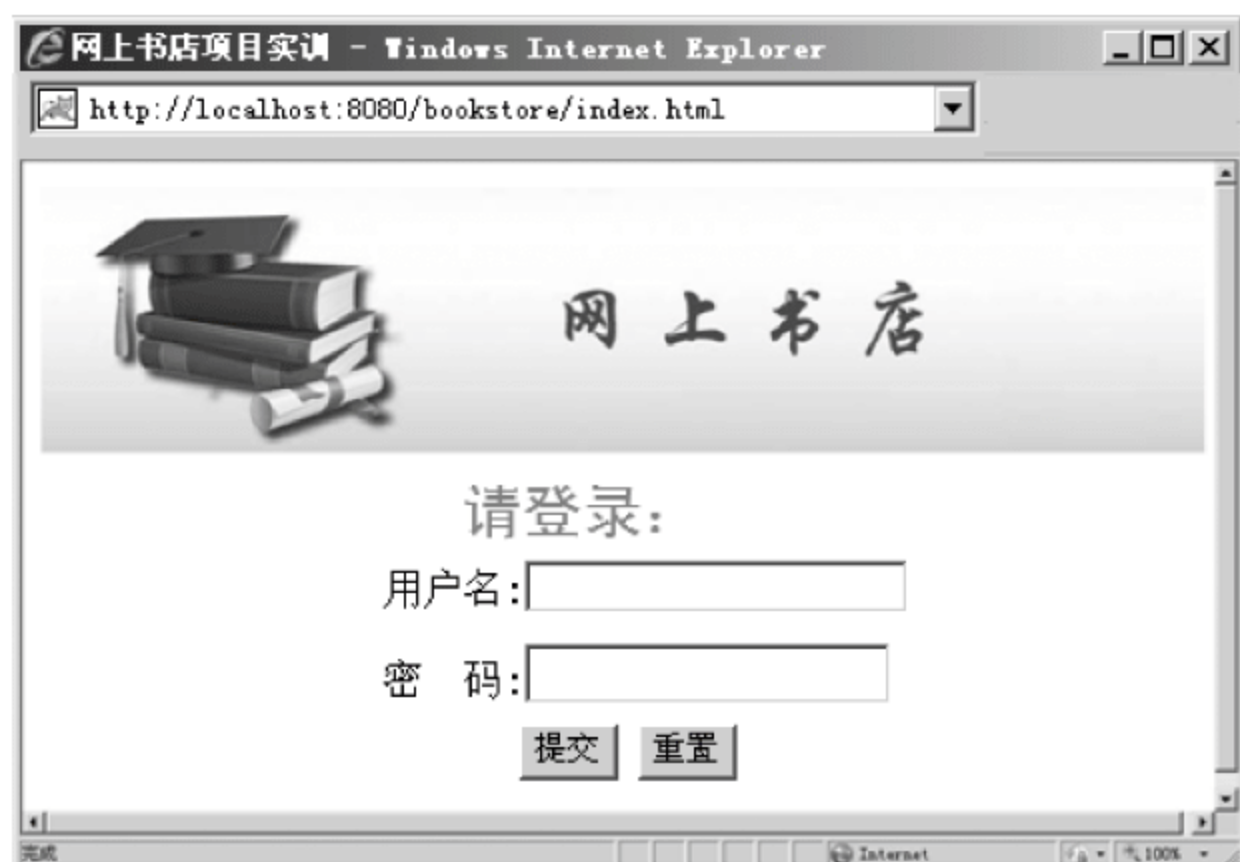 网上书店项目实训 - Windows Internet Explorer
http://localhost:8080/bookstore/index.html
网上书店
请登录:
用户名:
密 码:
提交 重置
完成 Internet 100%